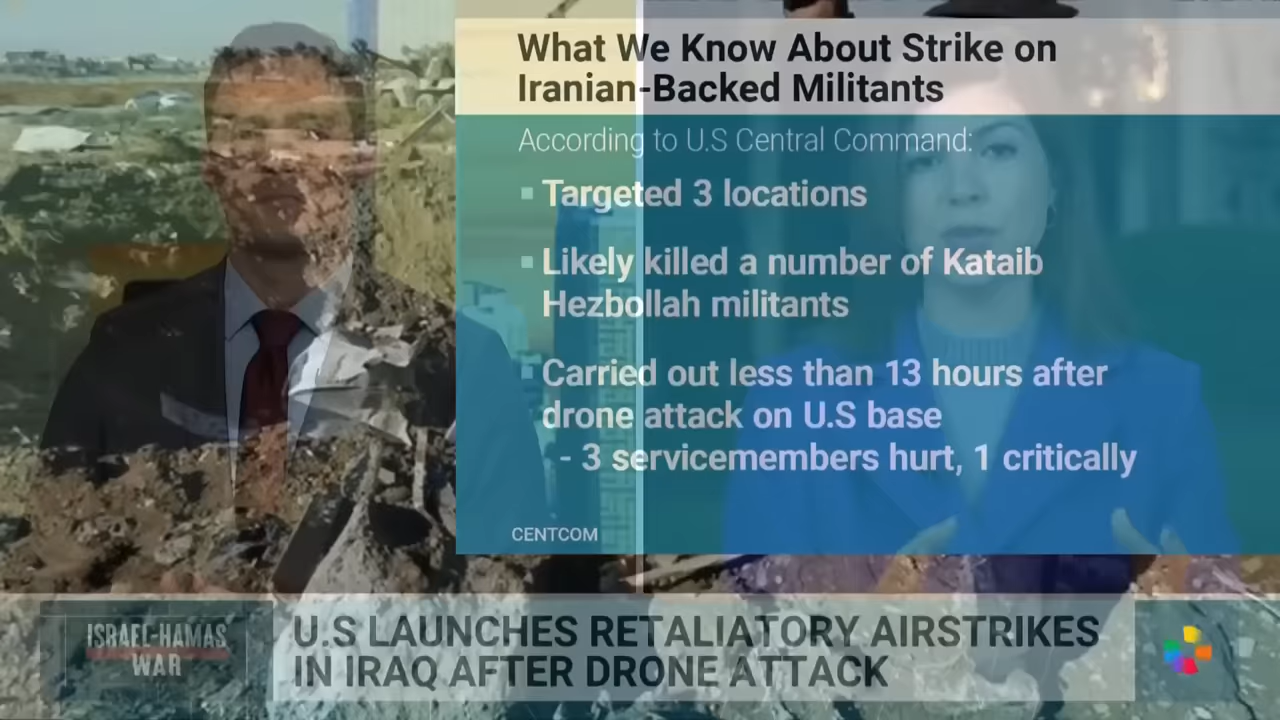 What We Know About Strike on
Iranian-Backed Militants
According to U.S Central Command:
Targeted 3 locations
Likely killed a number of Kataib
Hezbollah militants
Carried out less than 13 hours after
drone attack on U.S base
- 3 servicemembers hurt, 1 critically
CENTCOM
ISRAEL-HAMAS
WAR
U.S LAUNCHES RETALIATORY AIRSTRIKES
IN IRAQ AFTER DRONE ATTACK